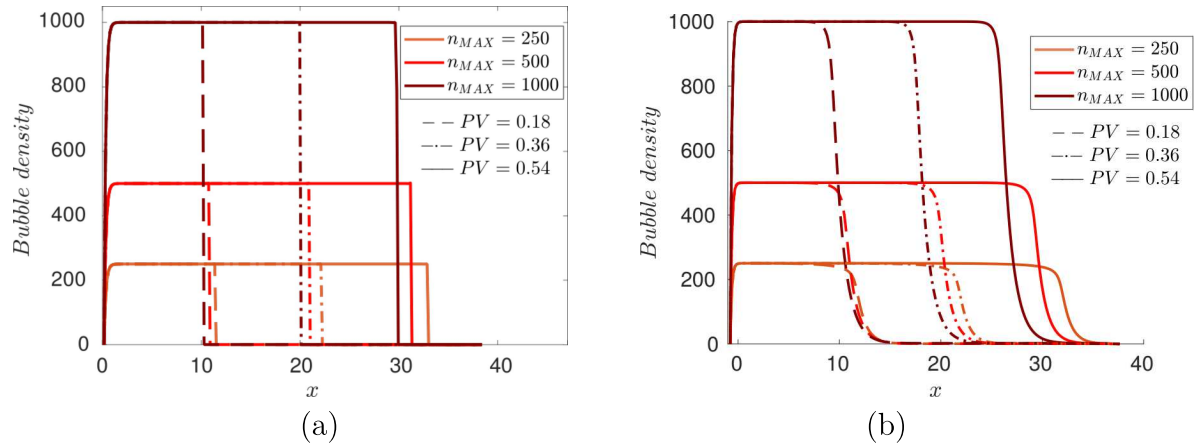 Bubble density
1000
800
600
400
200
0
0
10
20
30
40
x
n_MAX = 250
n_MAX = 500
n_MAX = 1000
PV = 0.18
PV = 0.36
PV = 0.54
(a)
Bubble density
1000
800
600
400
200
0
0
10
20
30
40
x
n_MAX = 250
n_MAX = 500
n_MAX = 1000
PV = 0.18
PV = 0.36
PV = 0.54
(b)